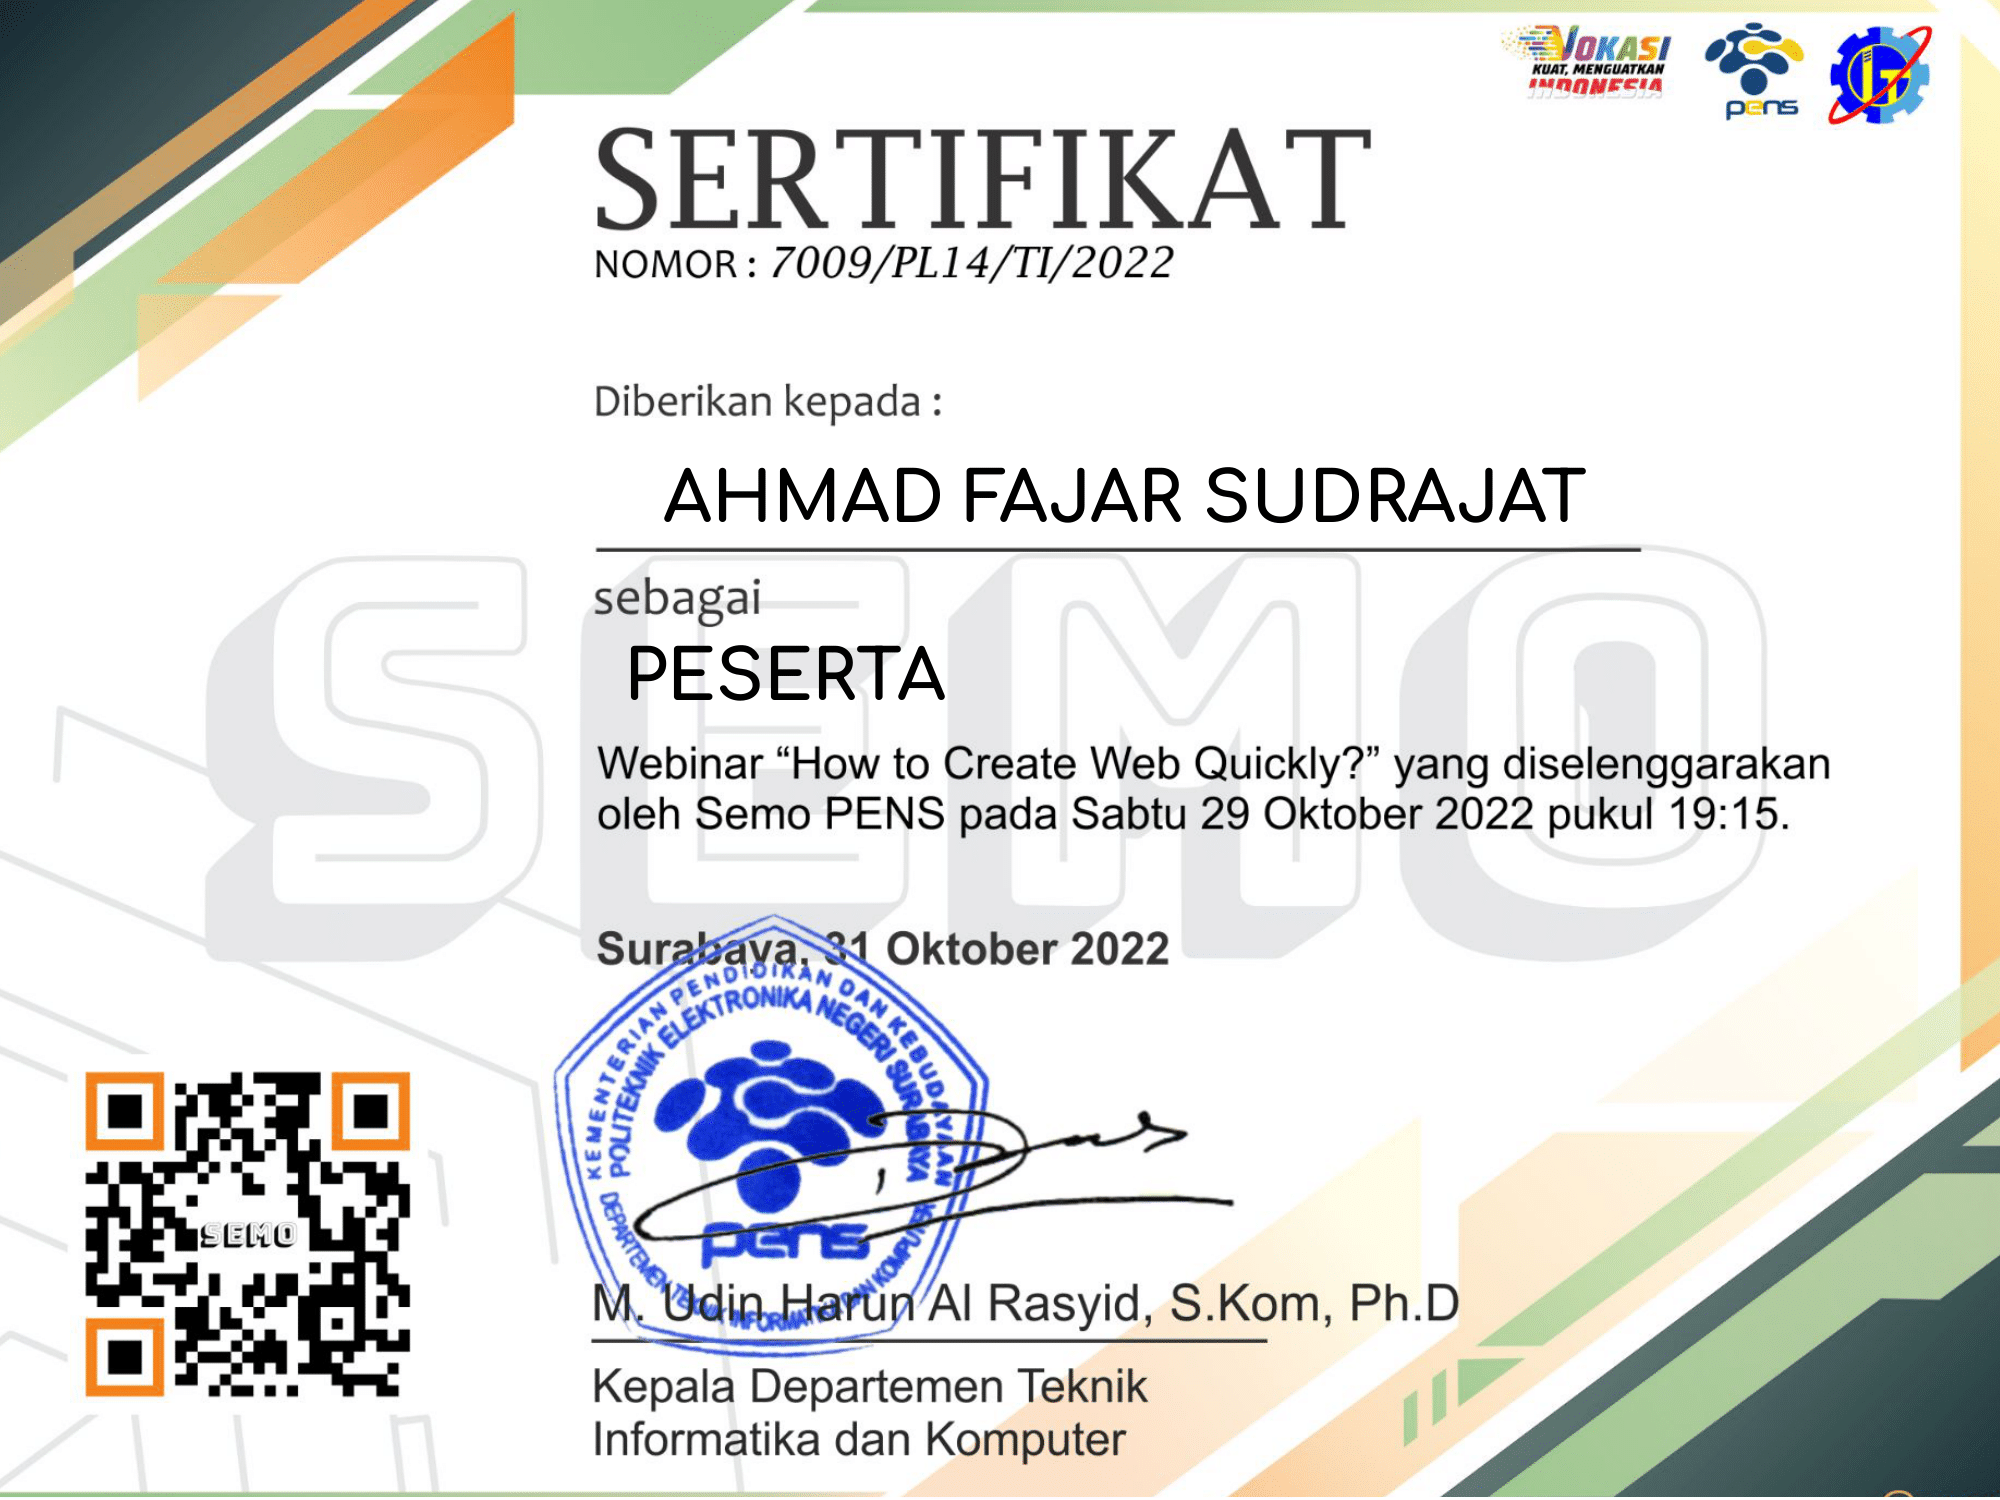 VOKASI
KUAT, MENGUATKAN
INDONESIA
pens
IT
SERTIFIKAT
NOMOR : 7009/PL14/TI/2022
Diberikan kepada :
AHMAD FAJAR SUDRAJAT
sebagai
PESERTA
Webinar “How to Create Web Quickly?” yang diselenggarakan
oleh Semo PENS pada Sabtu 29 Oktober 2022 pukul 19:15.
SEMO
Surabaya, 31 Oktober 2022
KEMENTERIAN PENDIDIKAN DAN KEBUDAYAAN
POLITEKNIK ELEKTRONIKA NEGERI SURABAYA
pens
DEPARTEMEN TEKNIK INFORMATIKA DAN KOMPUTER
SEMO
M. Udin Harun Al Rasyid, S.Kom, Ph.D
Kepala Departemen Teknik
Informatika dan Komputer